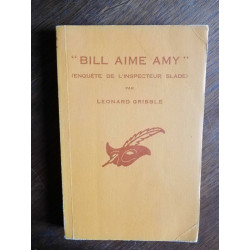 "BILL AIME AMY"
(ENQUÊTE DE L'INSPECTEUR SLADE)
PAR
LEONARD GRIBBLE